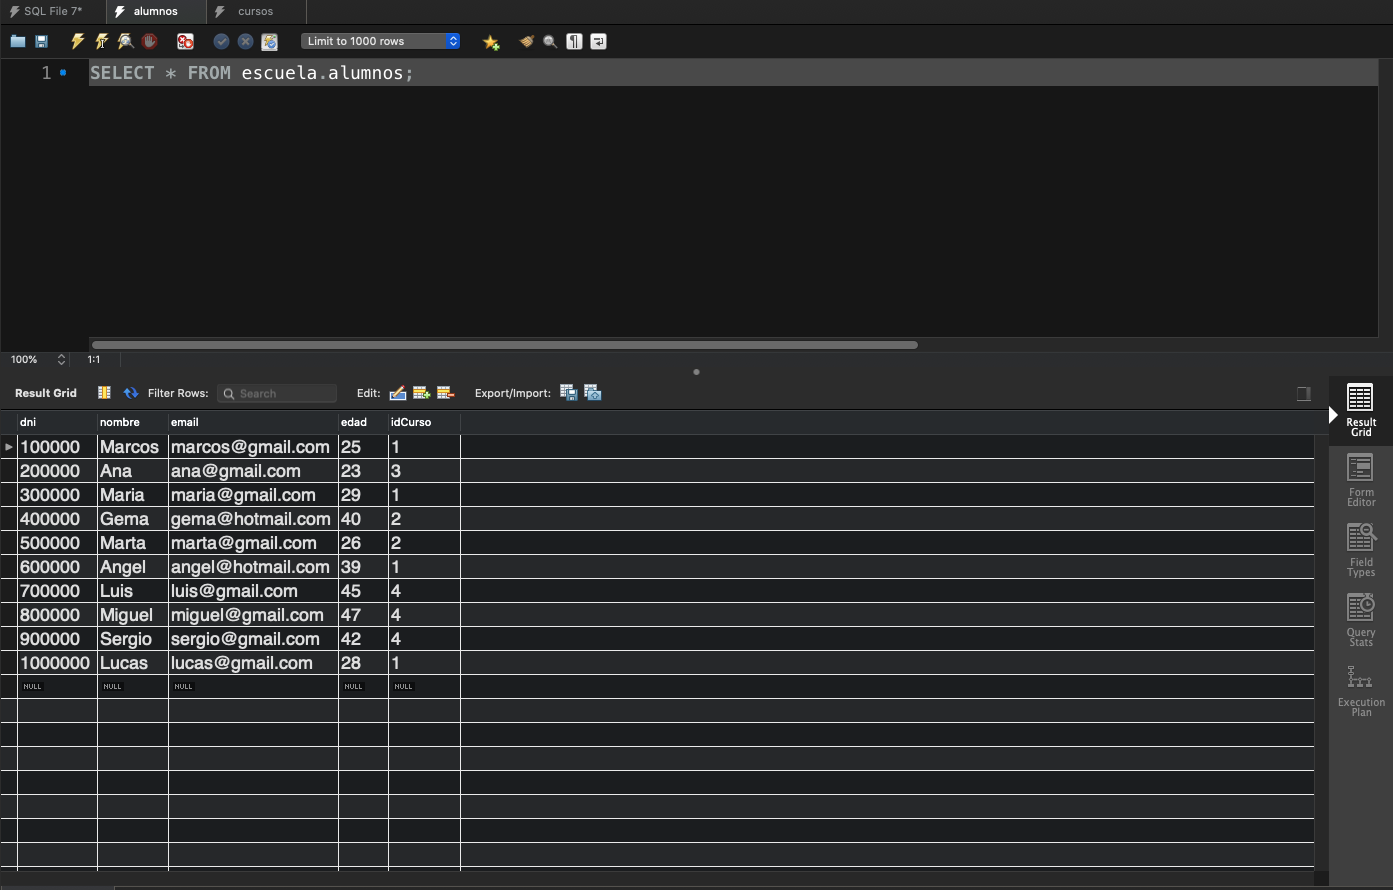 SQL File 7* alumnos cursos
Limit to 1000 rows
1 SELECT * FROM escuela.alumnos;
100% 1:1
Result Grid Filter Rows: Search Edit: Export/Import:
dni nombre email edad idCurso
100000 Marcos marcos@gmail.com 25 1
200000 Ana ana@gmail.com 23 3
300000 Maria maria@gmail.com 29 1
400000 Gema gema@hotmail.com 40 2
500000 Marta marta@gmail.com 26 2
600000 Angel angel@hotmail.com 39 1
700000 Luis luis@gmail.com 45 4
800000 Miguel miguel@gmail.com 47 4
900000 Sergio sergio@gmail.com 42 4
1000000 Lucas lucas@gmail.com 28 1
NULL NULL NULL NULL NULL
Result
Grid
Form
Editor
Field
Types
Query
Stats
Execution
Plan